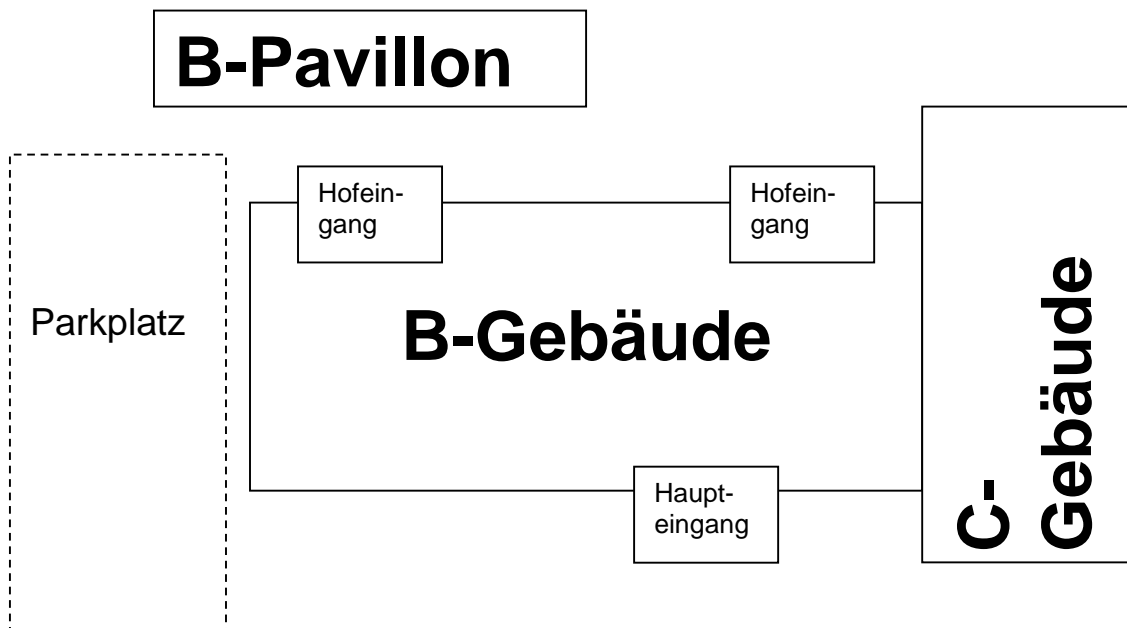 B-Pavillon
Hofein-
gang
Hofein-
gang
Parkplatz
B-Gebäude
C-
Gebäude
Haupt-
eingang